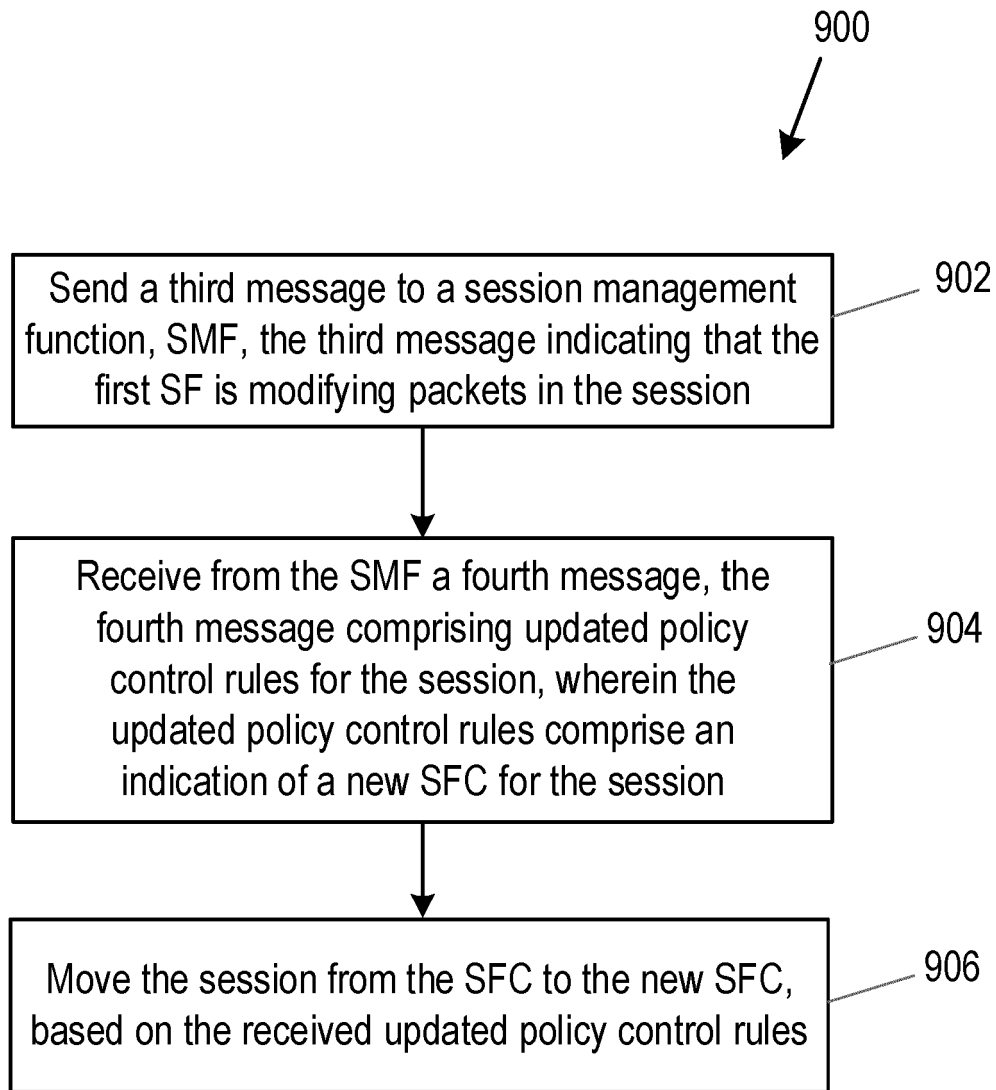 900
Send a third message to a session management
function, SMF, the third message indicating that the
first SF is modifying packets in the session
902
Receive from the SMF a fourth message, the
fourth message comprising updated policy
control rules for the session, wherein the
updated policy control rules comprise an
indication of a new SFC for the session
904
Move the session from the SFC to the new SFC,
based on the received updated policy control rules
906